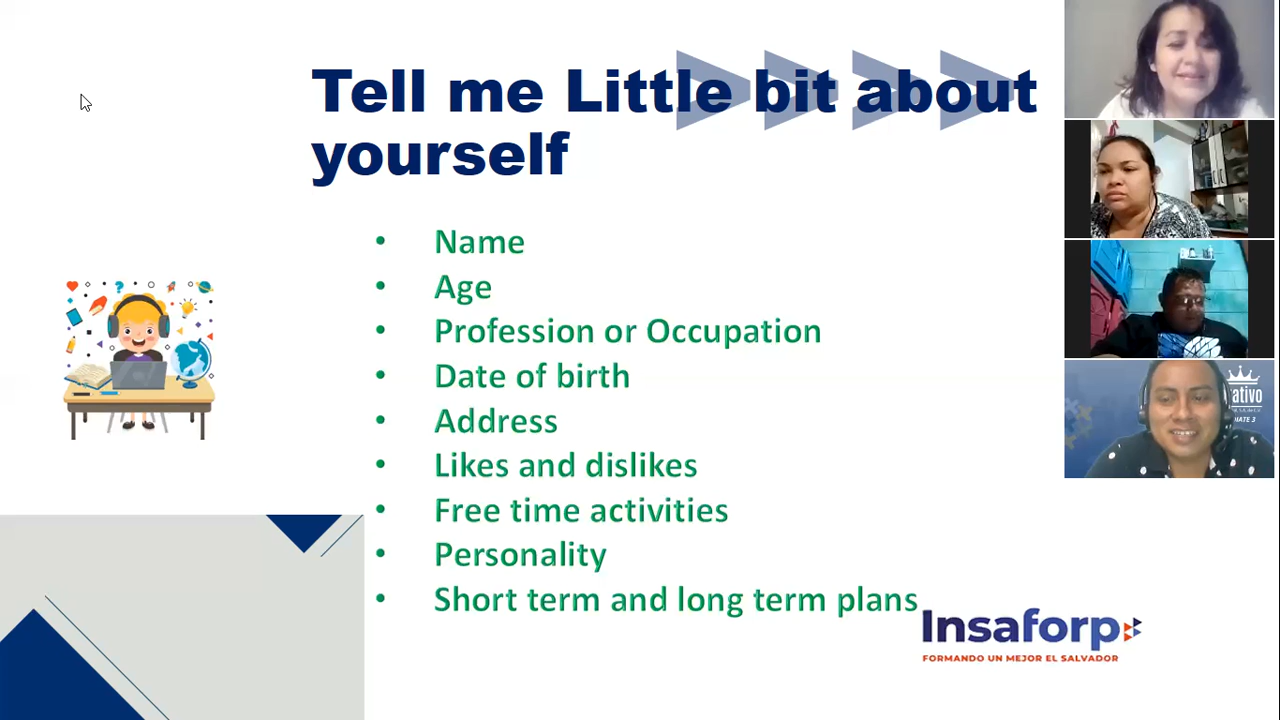 Tell me Little bit about
yourself
• Name
• Age
• Profession or Occupation
• Date of birth
• Address
• Likes and dislikes
• Free time activities
• Personality
• Short term and long term plans
Insaforp
FORMANDO UN MEJOR EL SALVADOR